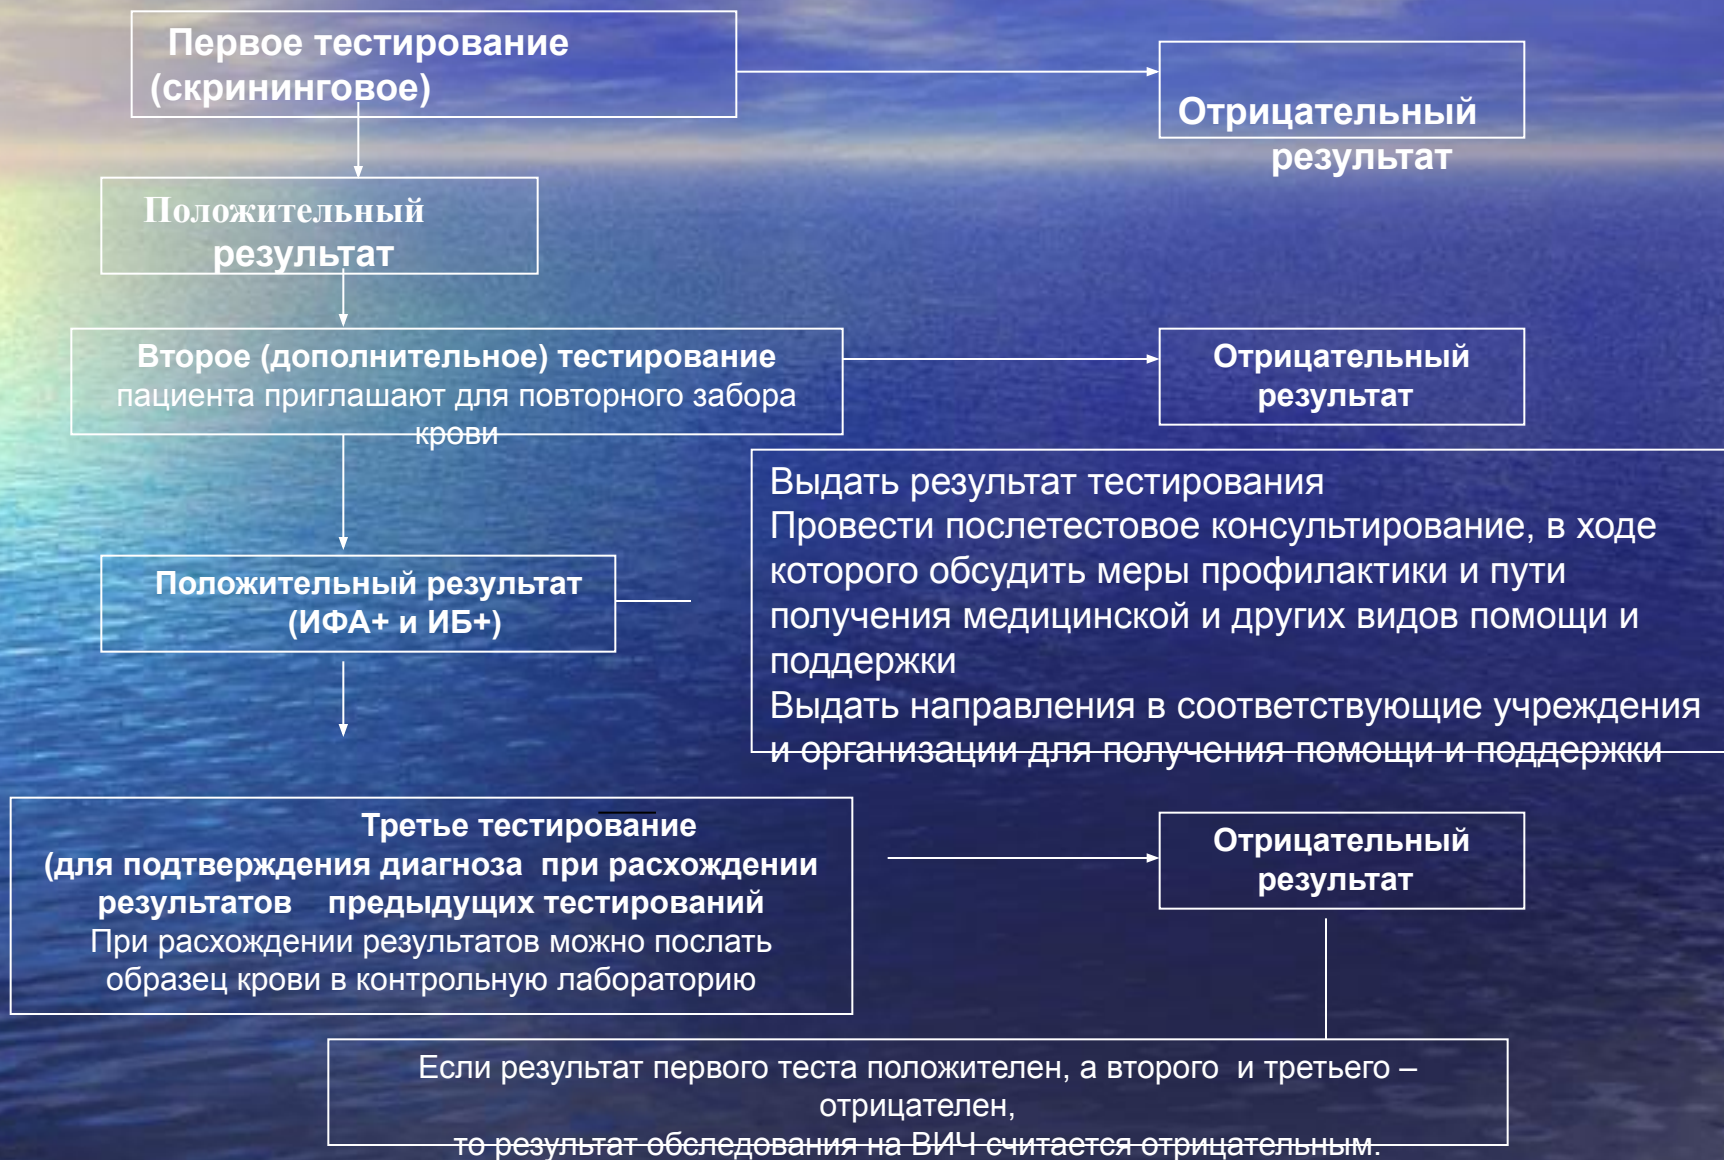 Первое тестирование
(скрининговое)
Отрицательный
результат
Положительный
результат
Второе (дополнительное) тестирование
пациента приглашают для повторного забора
крови
Отрицательный
результат
Выдать результат тестирования
Провести послетестовое консультирование, в ходе
которого обсудить меры профилактики и пути
получения медицинской и других видов помощи и
поддержки
Выдать направления в соответствующие учреждения
и организации для получения помощи и поддержки
Положительный результат
(ИФА+ и ИБ+)
Третье тестирование
(для подтверждения диагноза при расхождении
результатов предыдущих тестирований
При расхождении результатов можно послать
образец крови в контрольную лабораторию
Отрицательный
результат
Если результат первого теста положителен, а второго и третьего –
отрицателен,
то результат обследования на ВИЧ считается отрицательным.